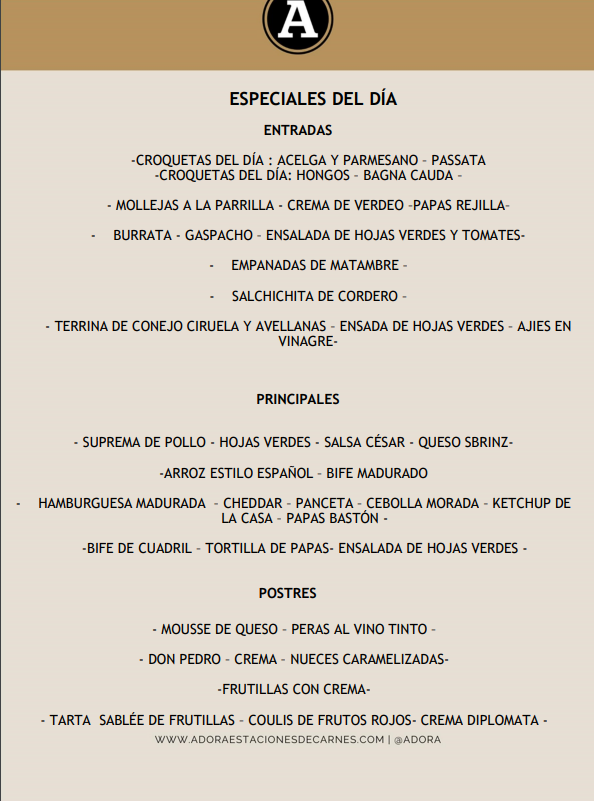 A
ESPECIALES DEL DÍA
ENTRADAS
-CROQUETAS DEL DÍA : ACELGA Y PARMESANO – PASSATA
-CROQUETAS DEL DÍA: HONGOS – BAGNA CAUDA –
- MOLLEJAS A LA PARRILLA - CREMA DE VERDEO –PAPAS REJILLA–
- BURRATA - GASPACHO – ENSALADA DE HOJAS VERDES Y TOMATES-
- EMPANADAS DE MATAMBRE –
- SALCHICHITA DE CORDERO –
- TERRINA DE CONEJO CIRUELA Y AVELLANAS – ENSADA DE HOJAS VERDES – AJIES EN
VINAGRE-
PRINCIPALES
- SUPREMA DE POLLO - HOJAS VERDES - SALSA CÉSAR - QUESO SBRINZ-
-ARROZ ESTILO ESPAÑOL – BIFE MADURADO
- HAMBURGUESA MADURADA – CHEDDAR – PANCETA – CEBOLLA MORADA – KETCHUP DE
LA CASA – PAPAS BASTÓN -
-BIFE DE CUADRIL – TORTILLA DE PAPAS- ENSALADA DE HOJAS VERDES -
POSTRES
- MOUSSE DE QUESO – PERAS AL VINO TINTO –
- DON PEDRO – CREMA – NUECES CARAMELIZADAS-
-FRUTILLAS CON CREMA-
- TARTA SABLÉE DE FRUTILLAS – COULIS DE FRUTOS ROJOS- CREMA DIPLOMATA -
WWW.ADORAESTACIONESDECARNES.COM | @ADORA